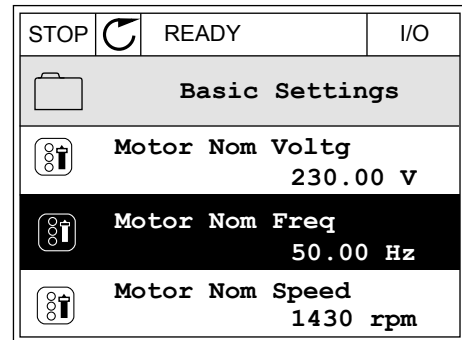 STOP READY I/O
Basic Settings
Motor Nom Voltg
230.00 V
Motor Nom Freq
50.00 Hz
Motor Nom Speed
1430 rpm